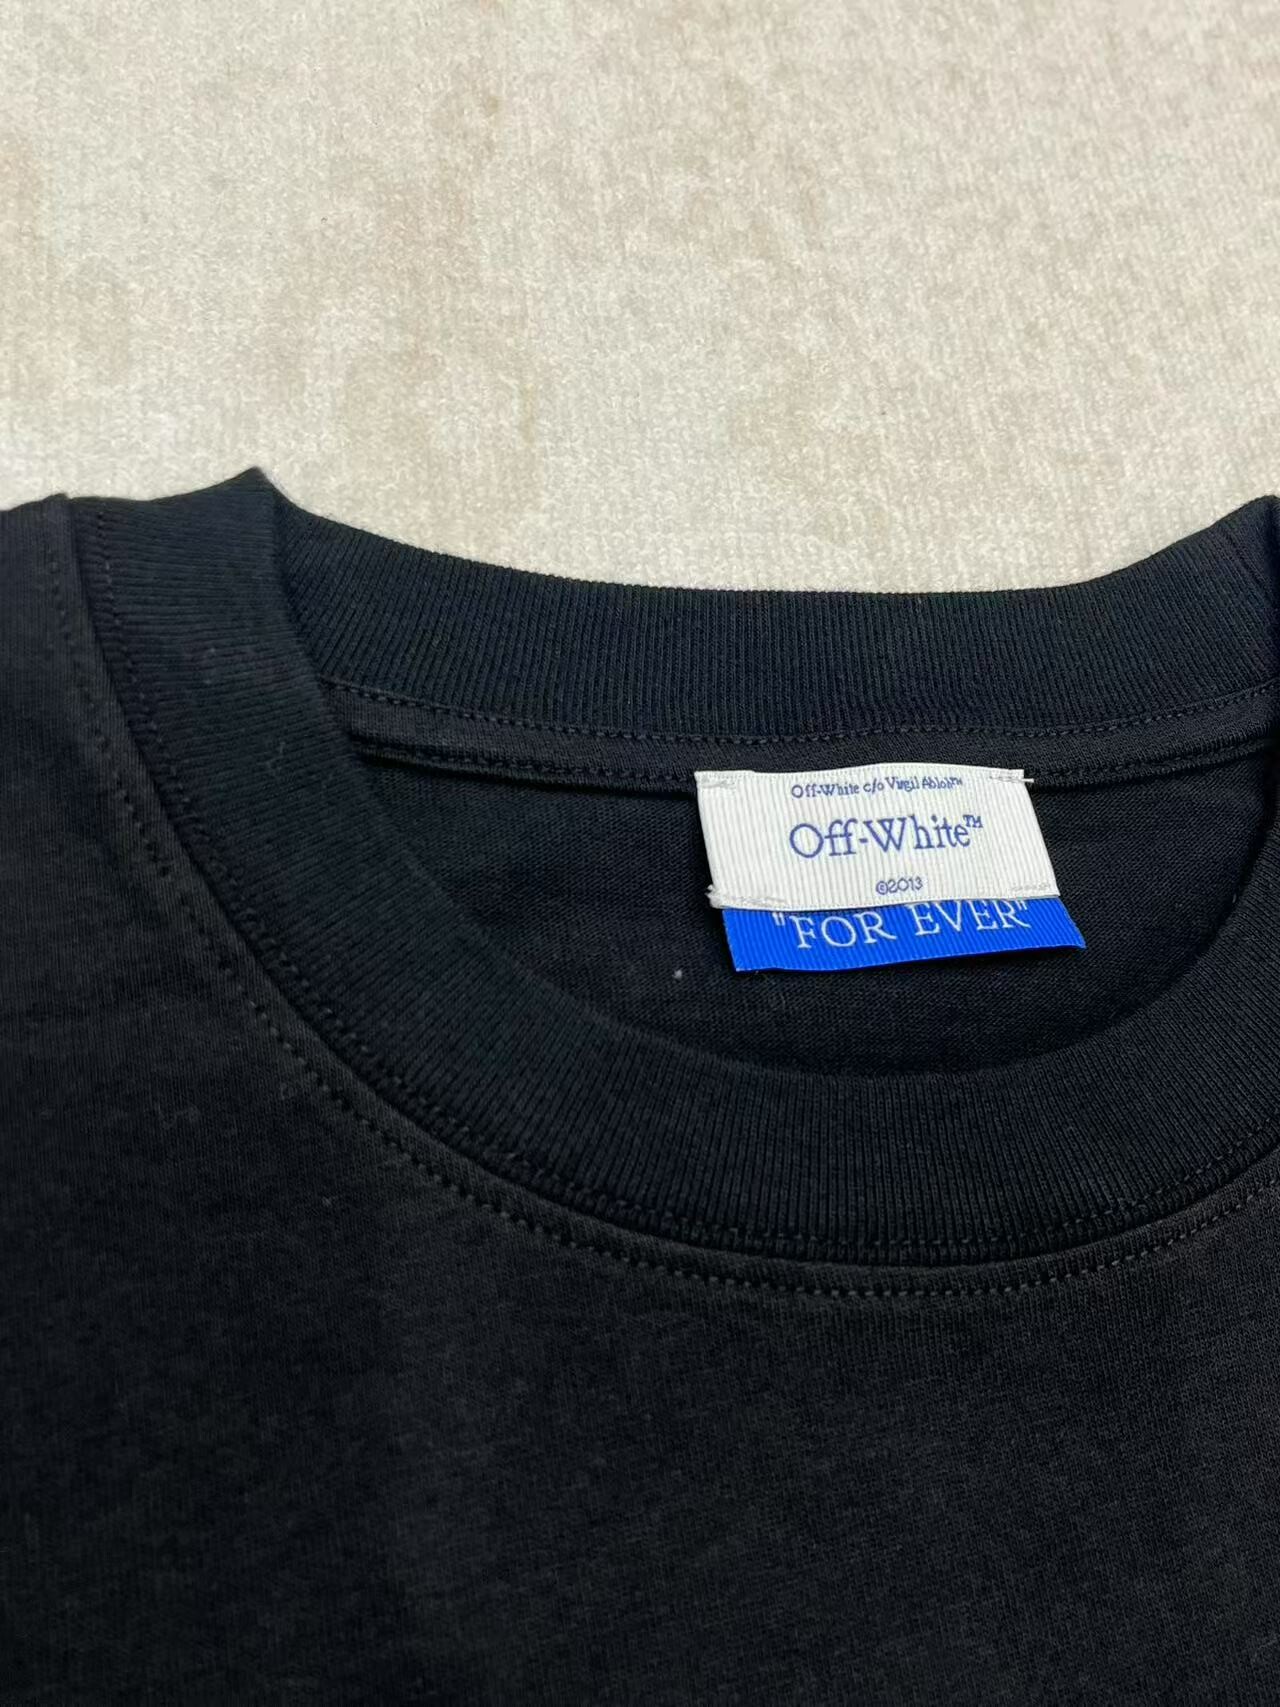 Off-White c/o Virgil Abloh™
Off-White™
©2013
"FOR EVER"